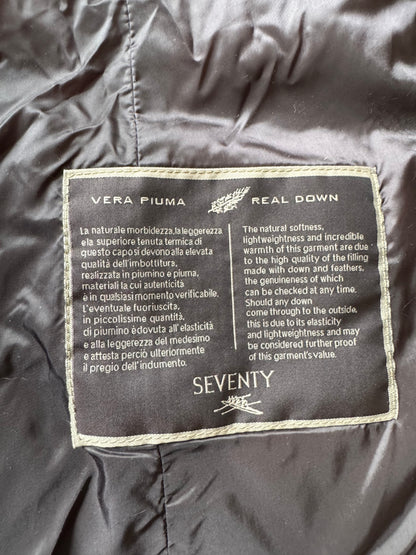 VERA PIUMA
REAL DOWN
La naturale morbidezza, la leggerezza
e la superiore tenuta termica di
questo capo si devono alla elevata
qualità dell'imbottitura,
realizzata in piumino e piuma,
materiali la cui autenticità
è in qualsiasi momento verificabile.
L'eventuale fuoriuscita,
in piccolissime quantità,
di piumino è dovuta all'elasticità
e alla leggerezza del medesimo
e attesta perciò ulteriormente
il pregio dell'indumento.
The natural softness,
lightweightness and incredible
warmth of this garment are due
to the high quality of the filling
made with down and feathers,
the genuineness of which
can be checked at any time.
Should any down
come through to the outside,
this is due to its elasticity
and lightweightness and may
be considered further proof
of this garment's value.
SEVENTY